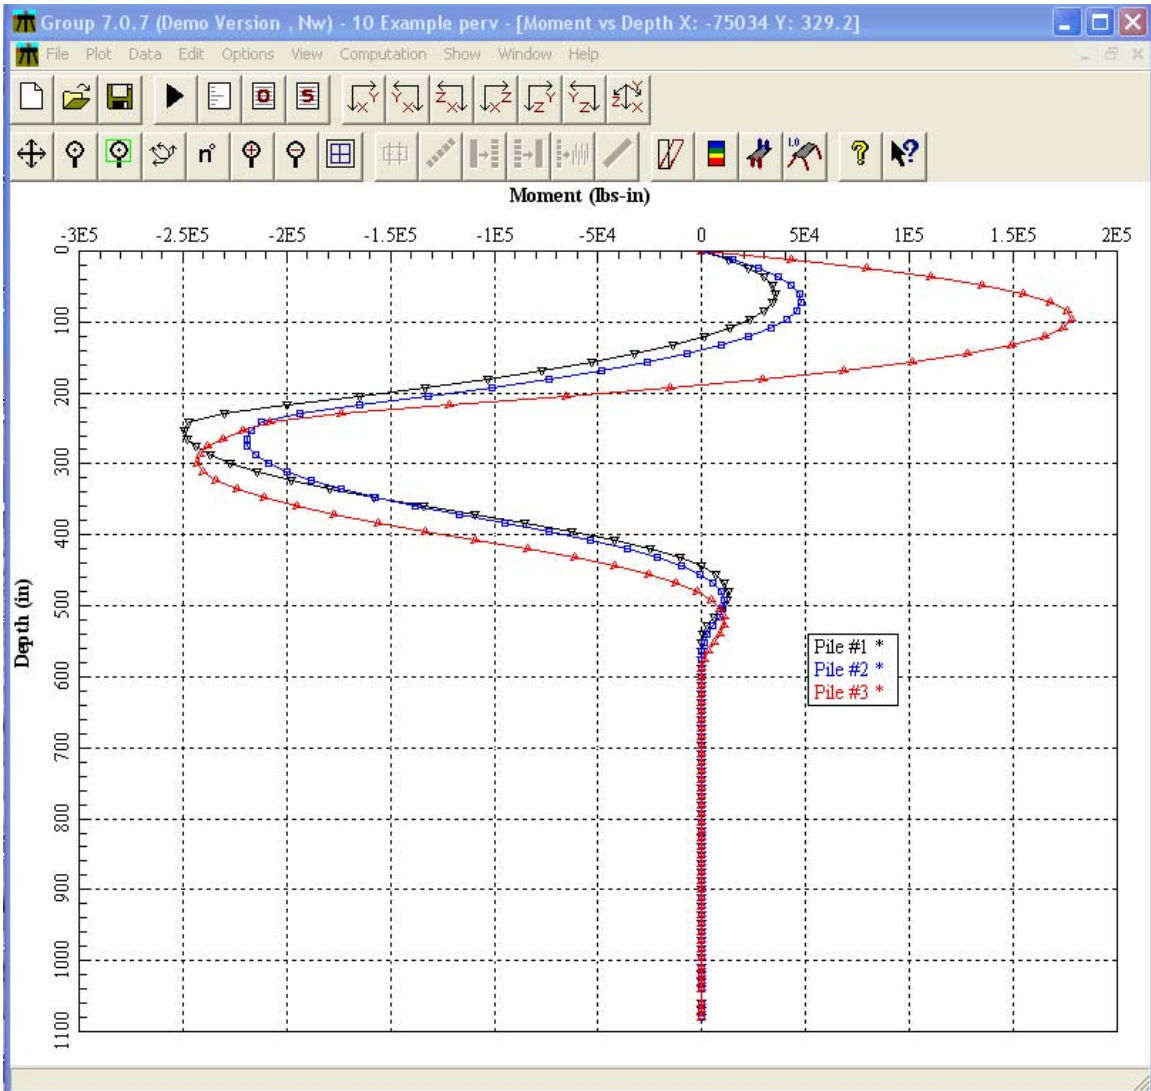 Group 7.0.7 (Demo Version , Nw) - 10 Example perv - [Moment vs Depth X: -75034 Y: 329.2]
File Plot Data Edit Options View Computation Show Window Help
O S X Y Y X Z X X Z Z Y Y Z Z Y X
n° 1.0 ? ?
Moment (lbs-in)
-3E5 -2.5E5 -2E5 -1.5E5 -1E5 -5E4 0 5E4 1E5 1.5E5 2E5
0
100
200
300
400
500
600
700
800
900
1000
1100
Depth (in)
Pile #1 *
Pile #2 *
Pile #3 *